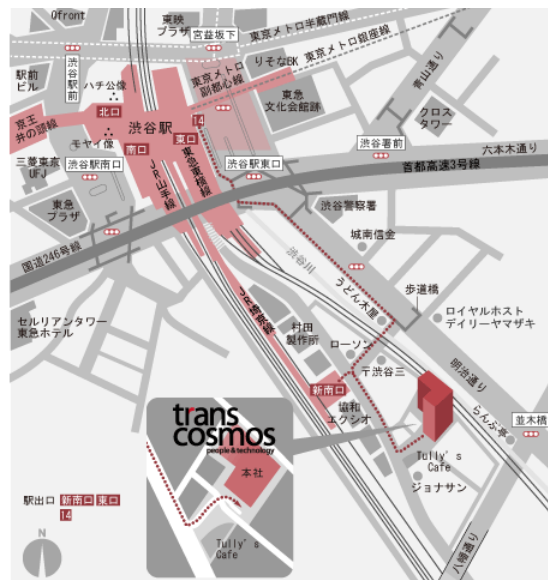 Qfront
東映
プラザ
宮益坂下
東京メトロ半蔵門線
東京メトロ銀座線
渋谷駅前
駅前
ビル
ハチ公像
りそなBK
東京メトロ
副都心線
東急
文化会館跡
青山通り
クロス
タワー
北口
渋谷駅
14
京王
井の頭線
モヤイ像
南口
東口
渋谷署前
六本木通り
三菱東京
UFJ
渋谷駅南口
JR山手線
東急東横線
渋谷駅東口
首都高速3号線
東急
プラザ
渋谷警察署
城南信金
国道246号線
渋谷川
歩道橋
うどん木屋
ロイヤルホスト
デイリーヤマザキ
セルリアンタワー
東急ホテル
JR埼京線
村田
製作所
ローソン
〒渋谷三
明治通り
新南口
協和
エクシオ
らんぷ亭
並木橋
trans
cosmos
people & technology
本社
Tully's
Cafe
Tully's
Cafe
ジョナサン
八幡通り
駅出口 新南口 東口
14
N